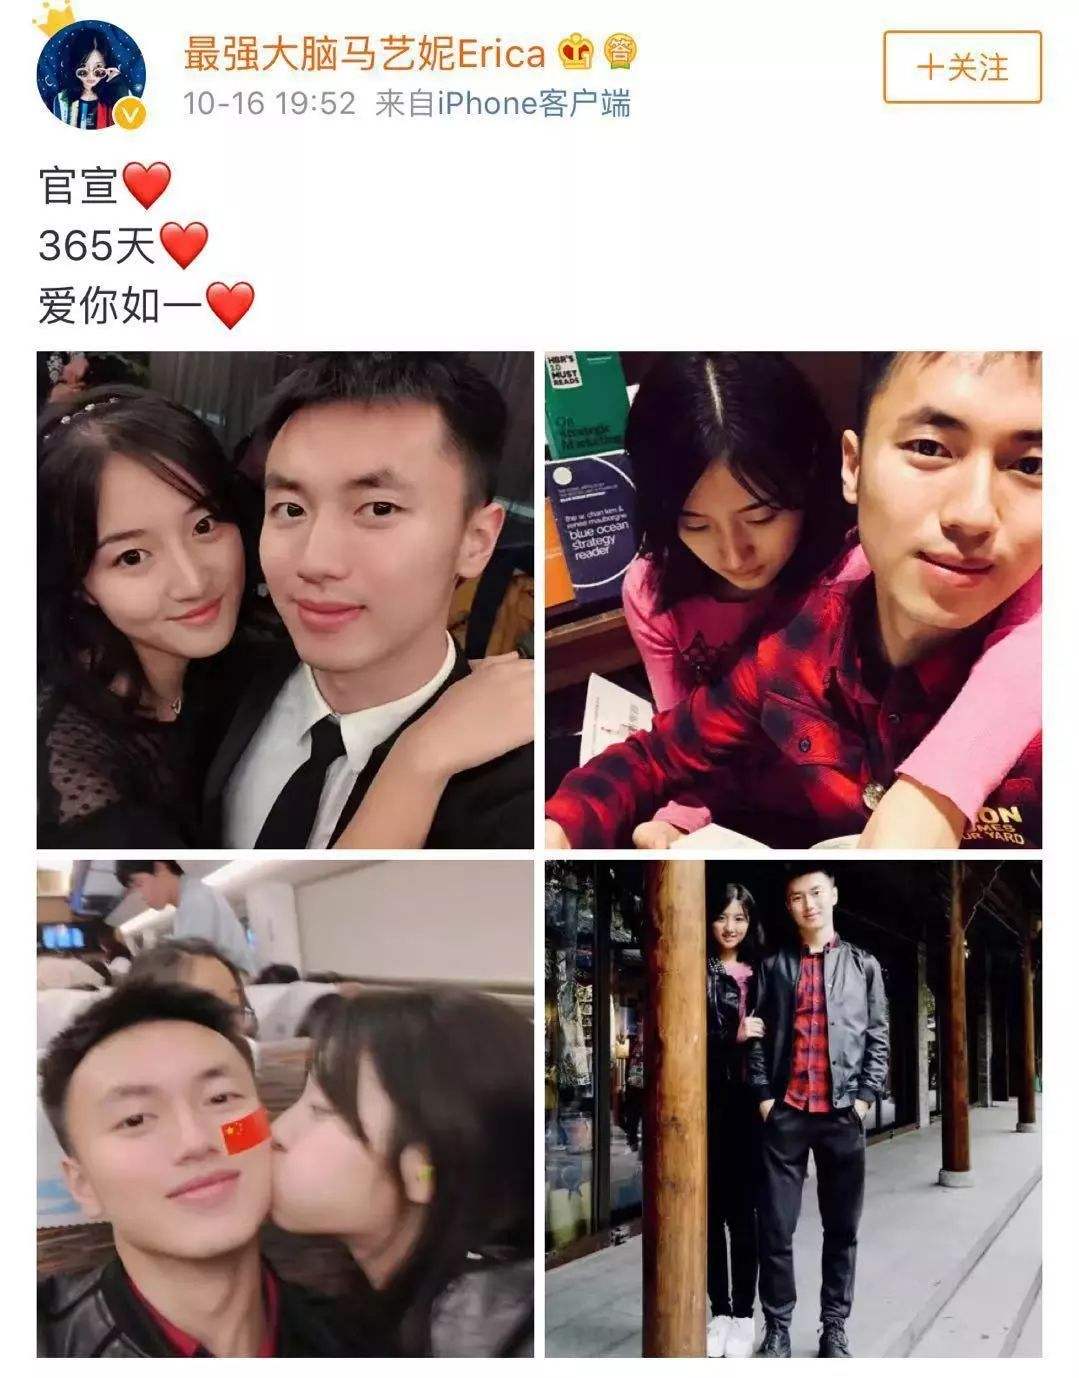 最强大脑马艺妮Erica 答
+关注
10-16 19:52 来自iPhone客户端
官宣❤️
365天❤️
爱你如一❤️
HBR'S
10
MUST
READS
On
Strategic
Marketing
the w. chan kim &
renée mauborgne
blue ocean
strategy
reader